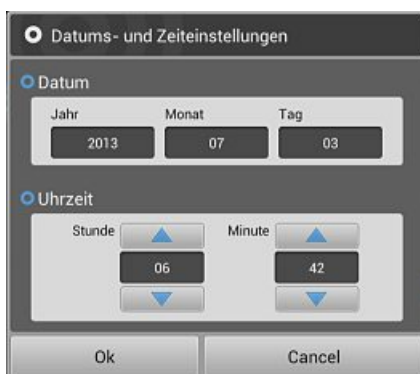 Datums- und Zeiteinstellungen
Datum
Jahr Monat Tag
2013 07 03
Uhrzeit
Stunde Minute
06 42
Ok Cancel